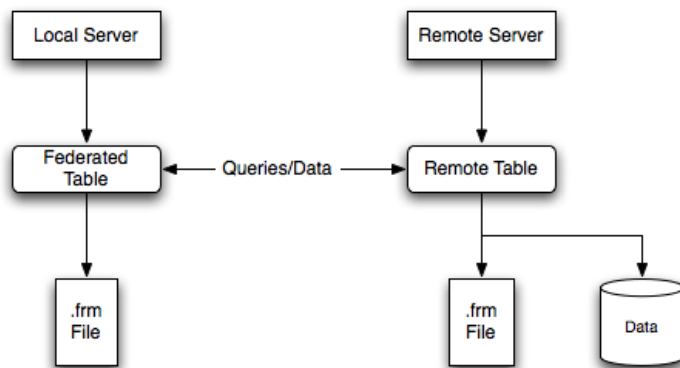 Local Server
Remote Server
Federated
Table
Queries/Data
Remote Table
.frm
File
.frm
File
Data